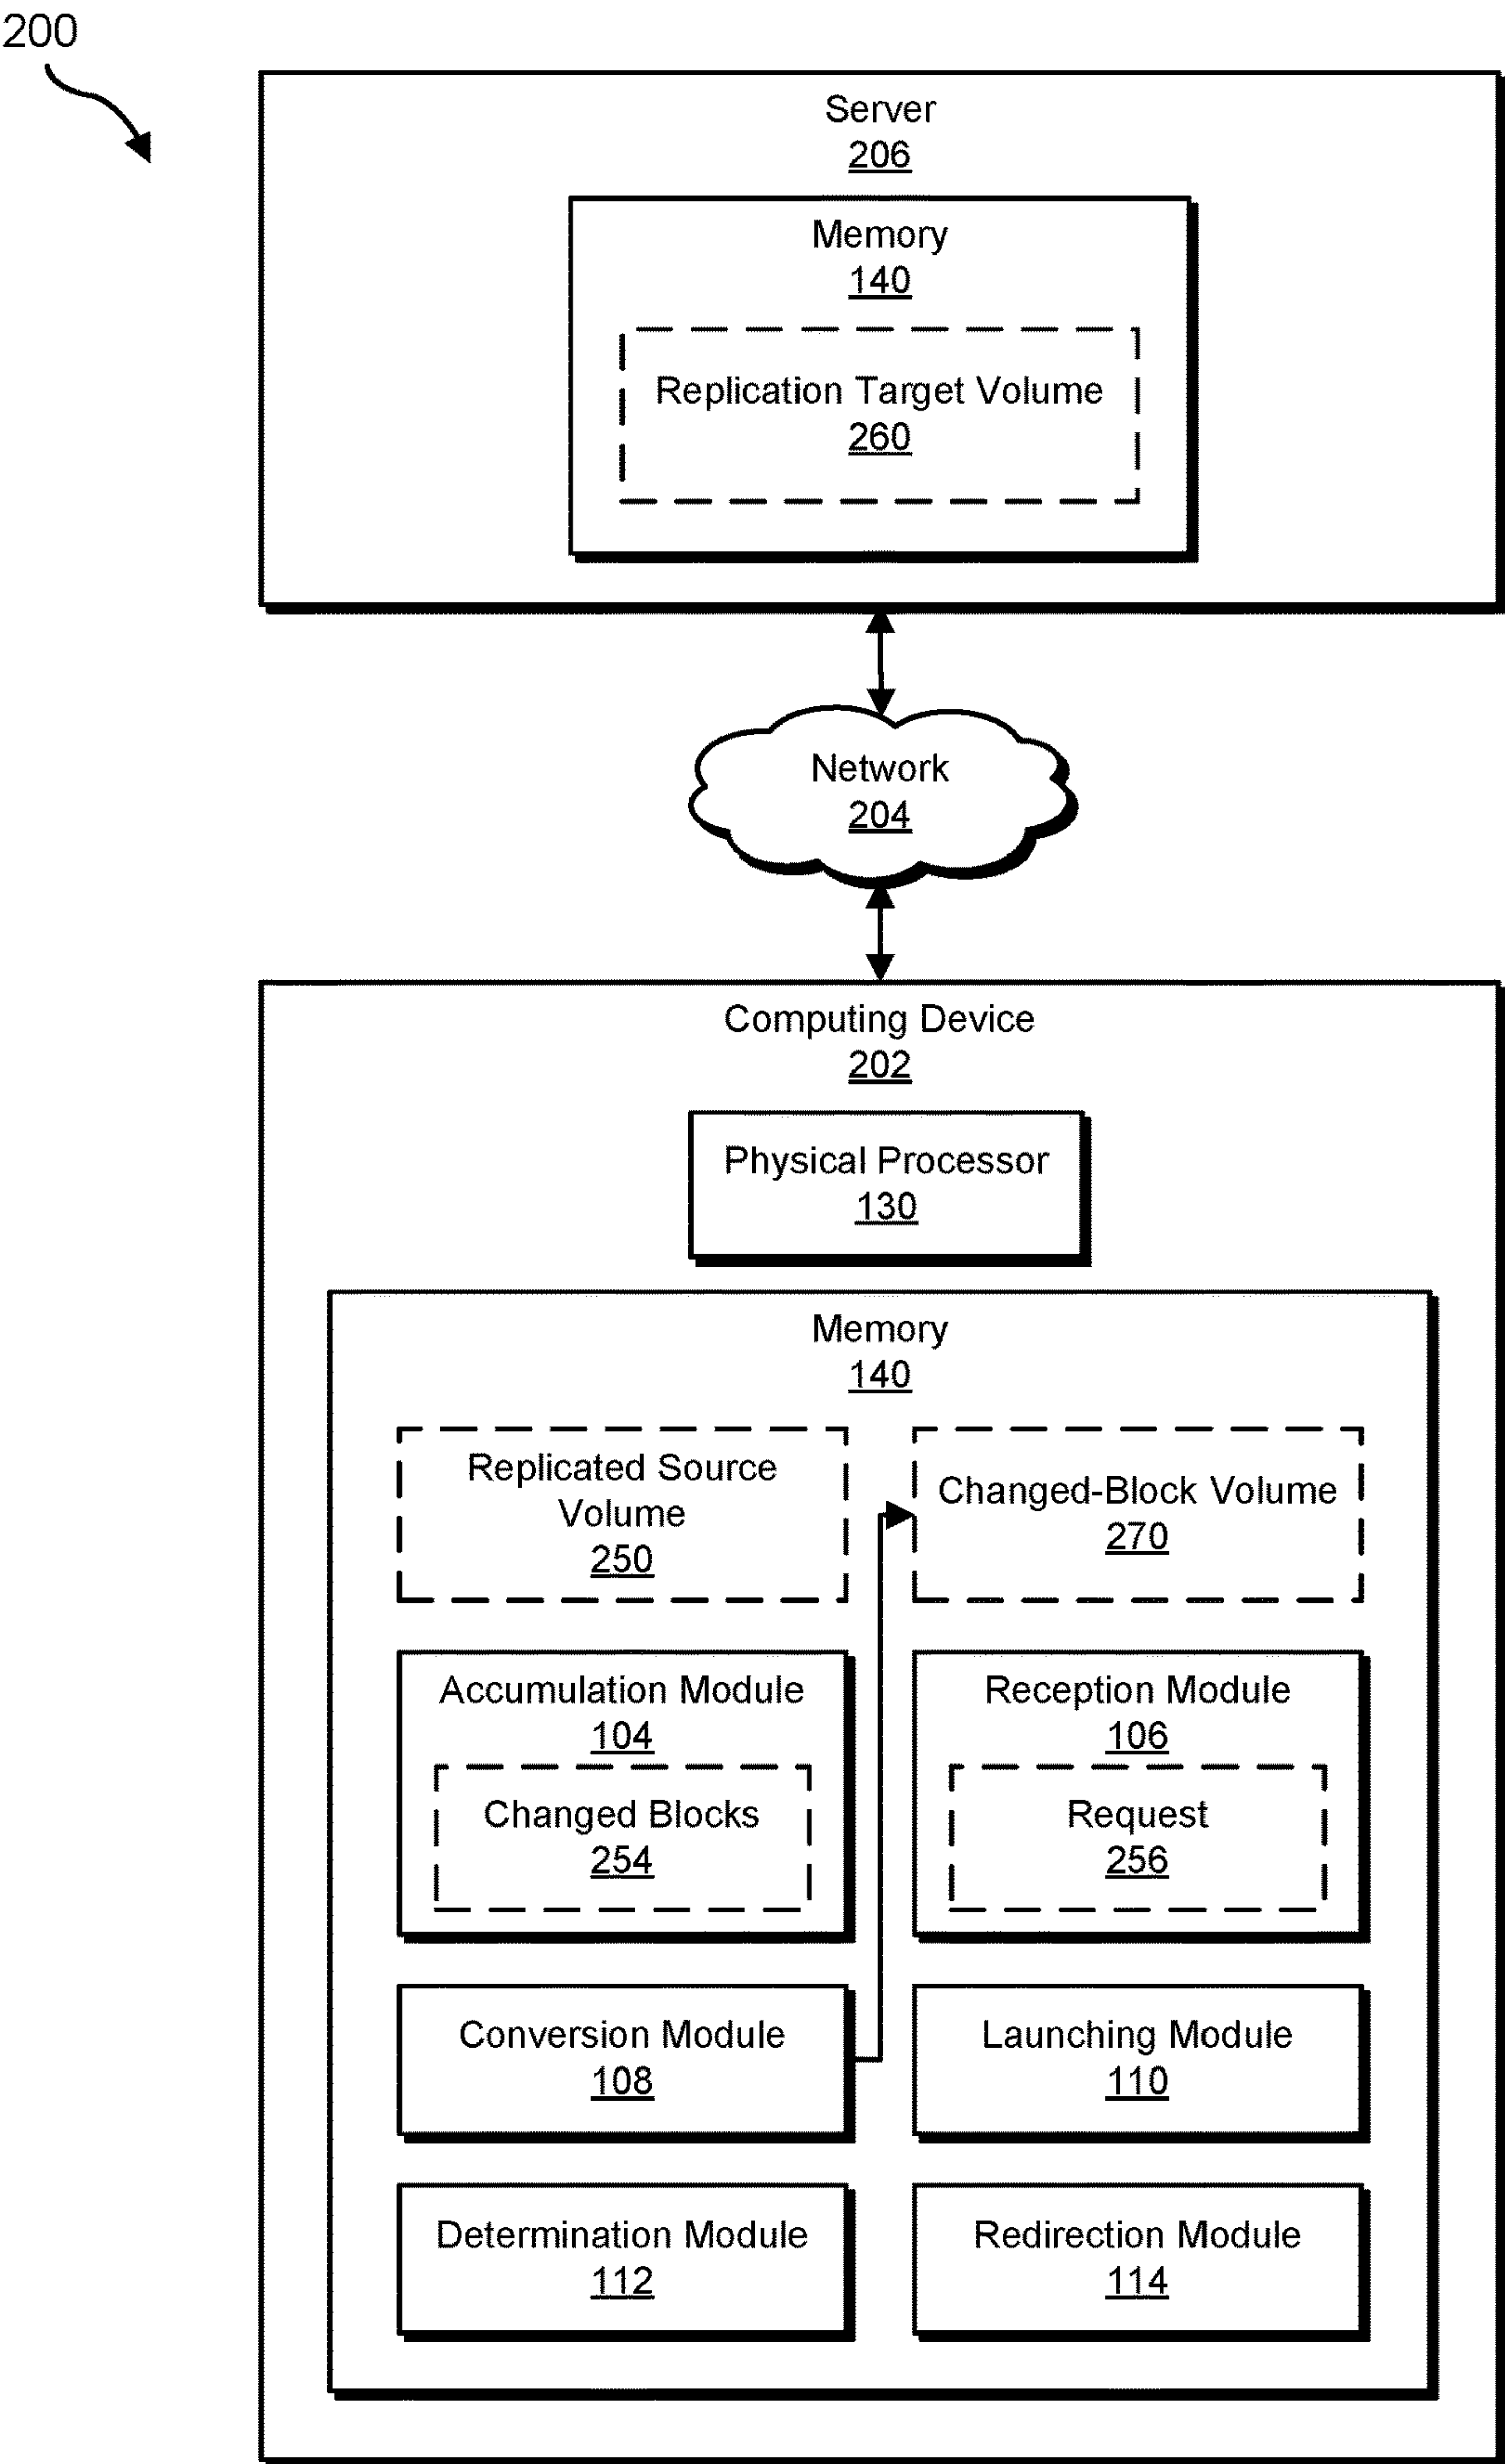 200
Server
206
Memory
140
Replication Target Volume
260
Network
204
Computing Device
202
Physical Processor
130
Memory
140
Replicated Source
Volume
250
Changed-Block Volume
270
Accumulation Module
104
Changed Blocks
254
Reception Module
106
Request
256
Conversion Module
108
Launching Module
110
Determination Module
112
Redirection Module
114